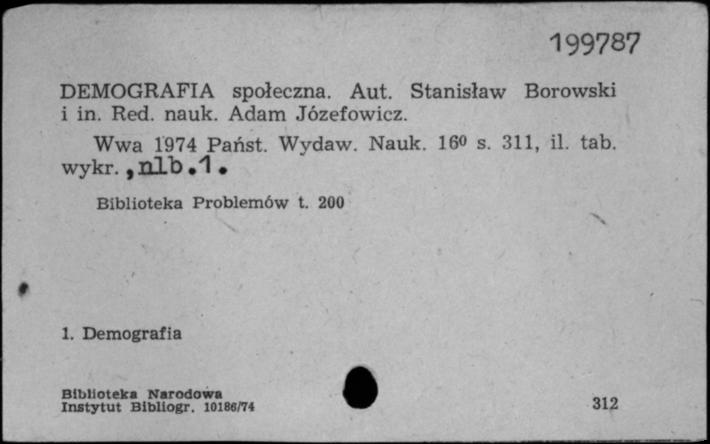 199787
DEMOGRAFIA społeczna. Aut. Stanisław Borowski
i in. Red. nauk. Adam Józefowicz.
Wwa 1974 Państ. Wydaw. Nauk. 16⁰ s. 311, il. tab.
wykr. , nlb.1.
Biblioteka Problemów t. 200
1. Demografia
Biblioteka Narodowa
Instytut Bibliogr. 10186/74
312